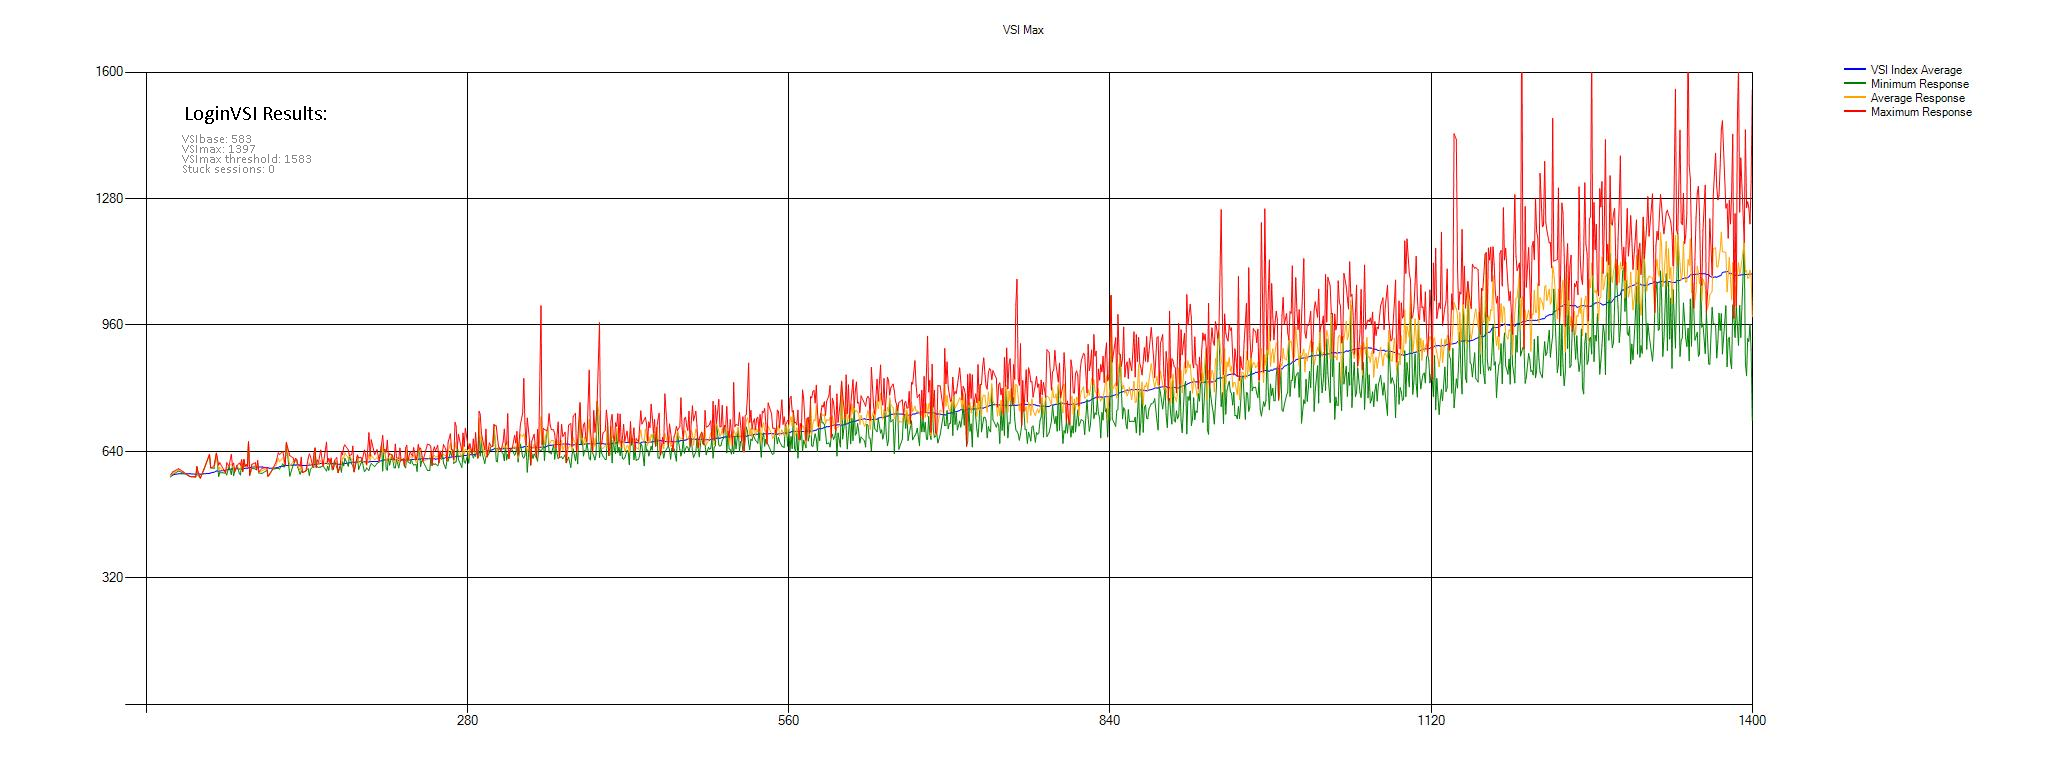 VSI Max
1600
1280
960
640
320
280
560
840
1120
1400
LoginVSI Results:
VSIbase: 583
VSImax: 1397
VSImax threshold: 1583
Stuck sessions: 0
VSI Index Average
Minimum Response
Average Response
Maximum Response